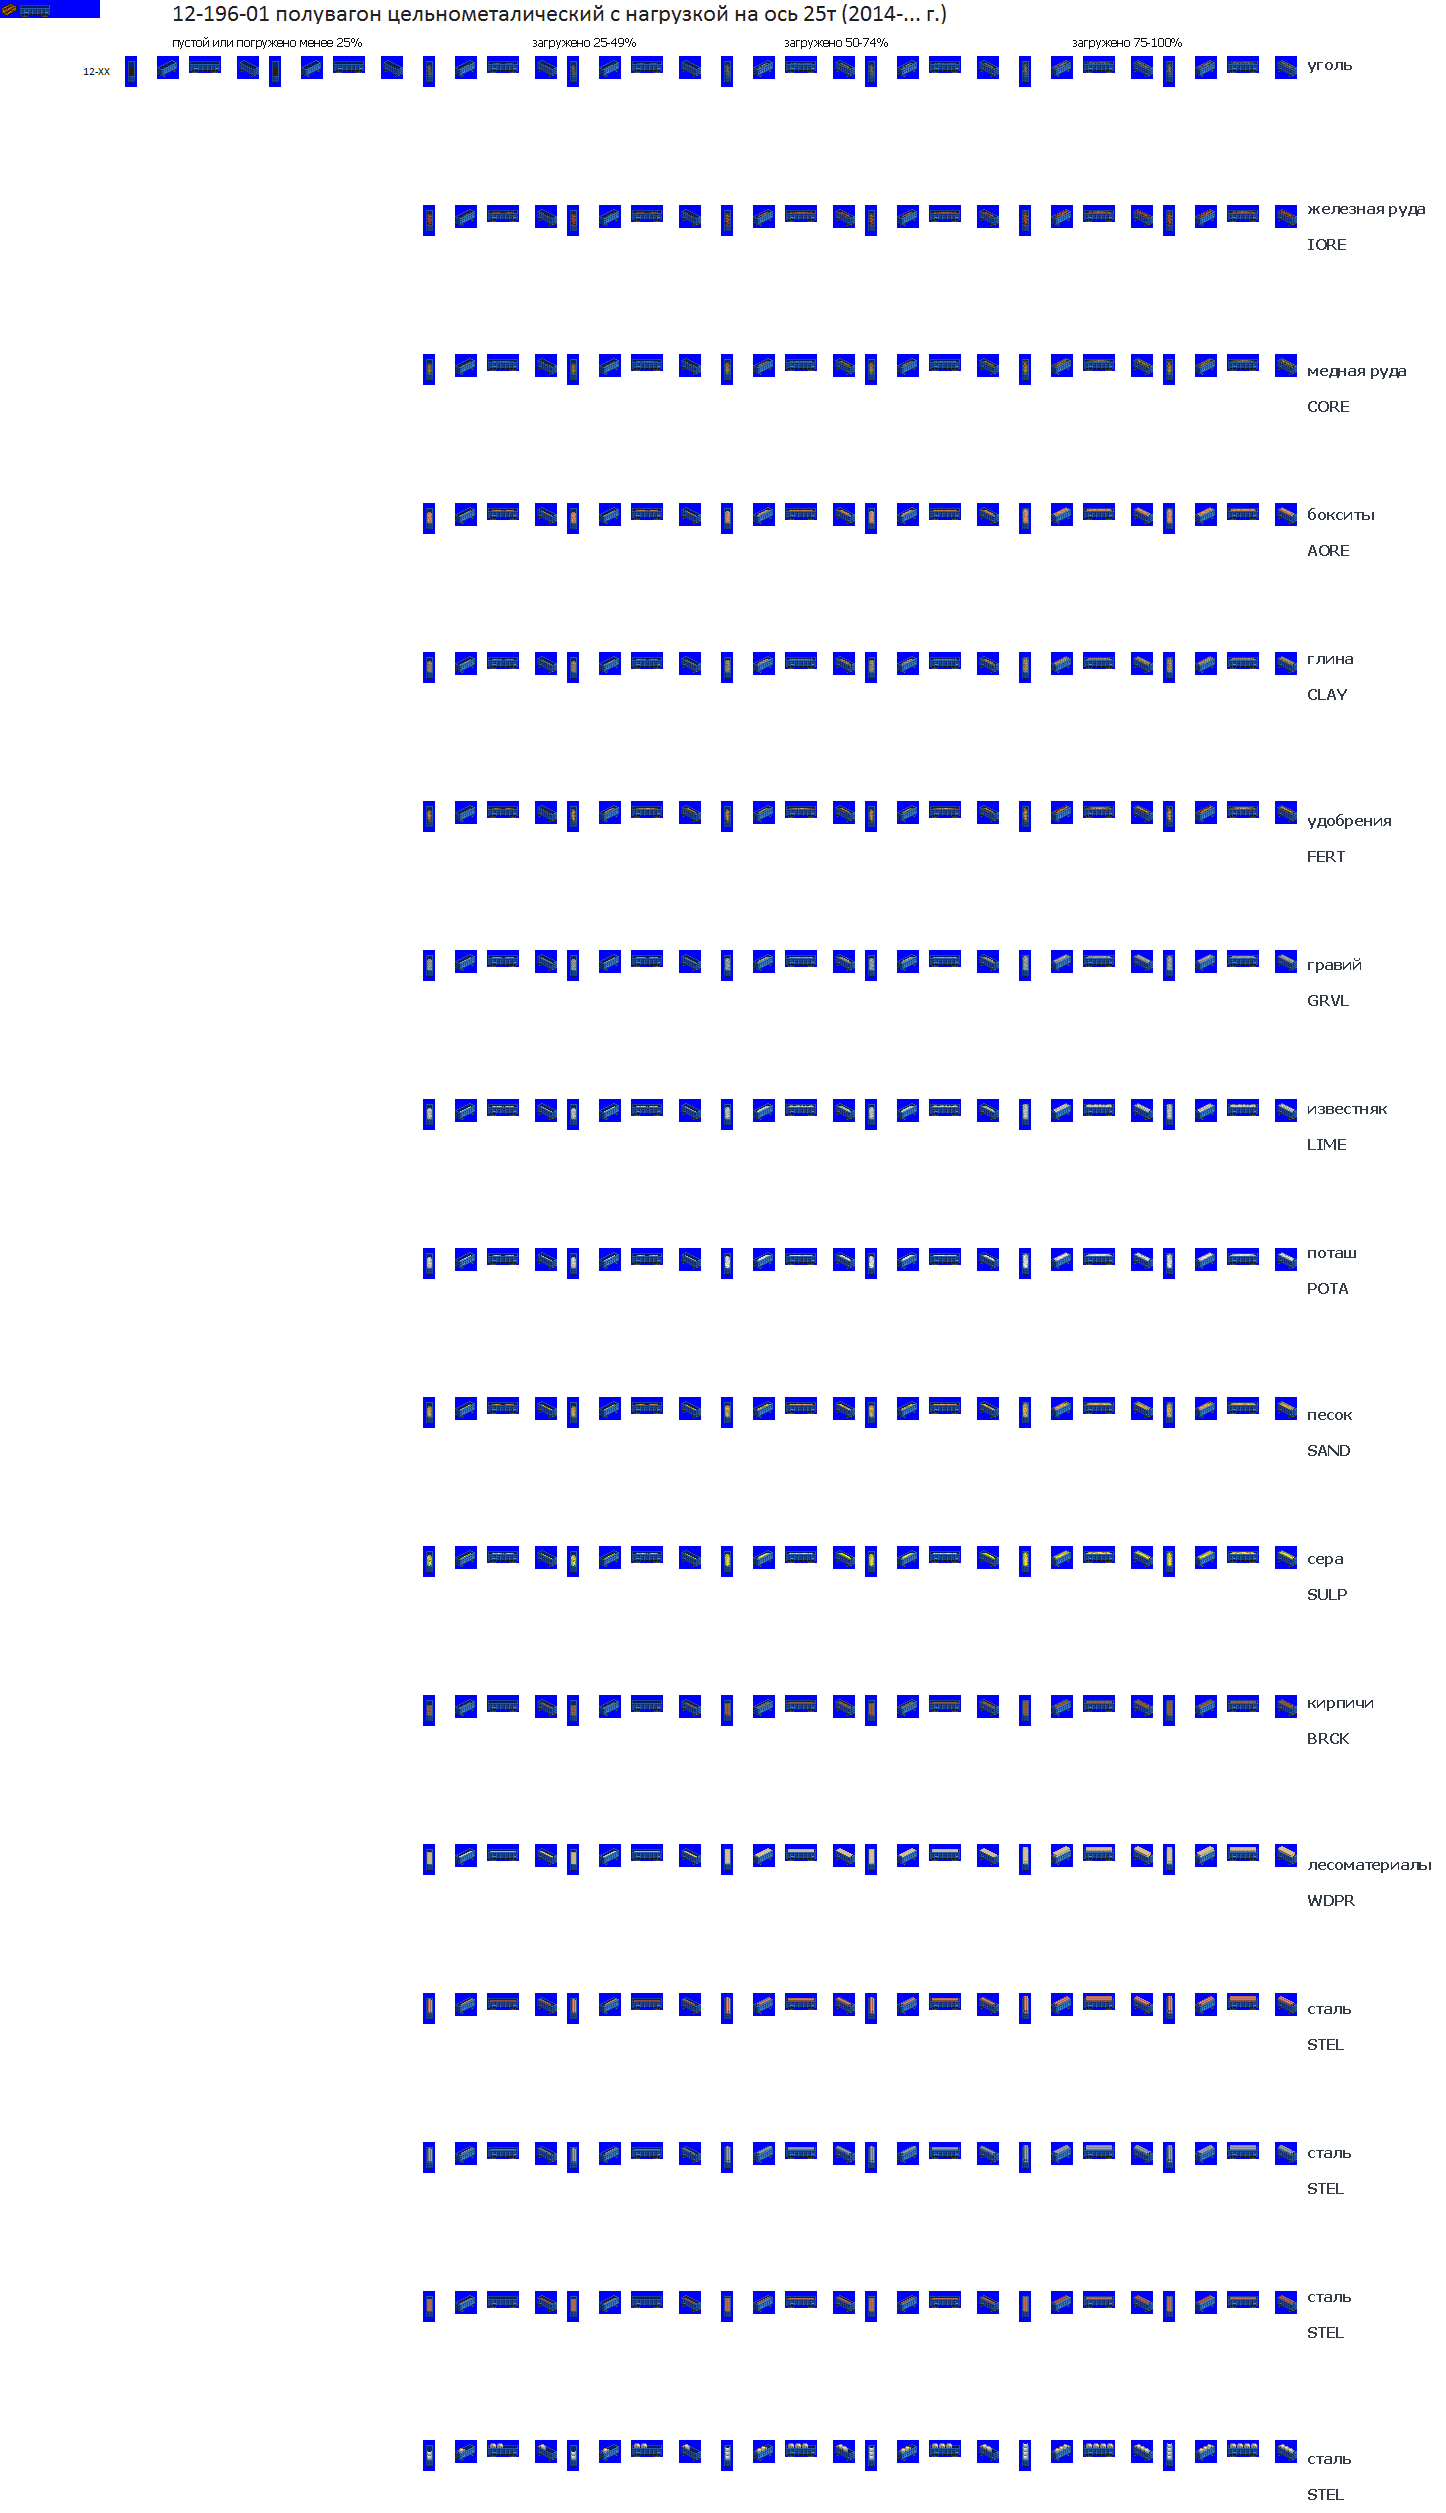 12-196-01 полувагон цельнометалический с нагрузкой на ось 25т (2014-... г.)
пустой или погружено менее 25% загружено 25-49% загружено 50-74% загружено 75-100%
12-XX уголь
железная руда
IORE
медная руда
CORE
бокситы
AORE
глина
CLAY
удобрения
FERT
гравий
GRVL
известняк
LIME
поташ
POTA
песок
SAND
сера
SULP
кирпичи
BRCK
лесоматериалы
WDPR
сталь
STEL
сталь
STEL
сталь
STEL
сталь
STEL